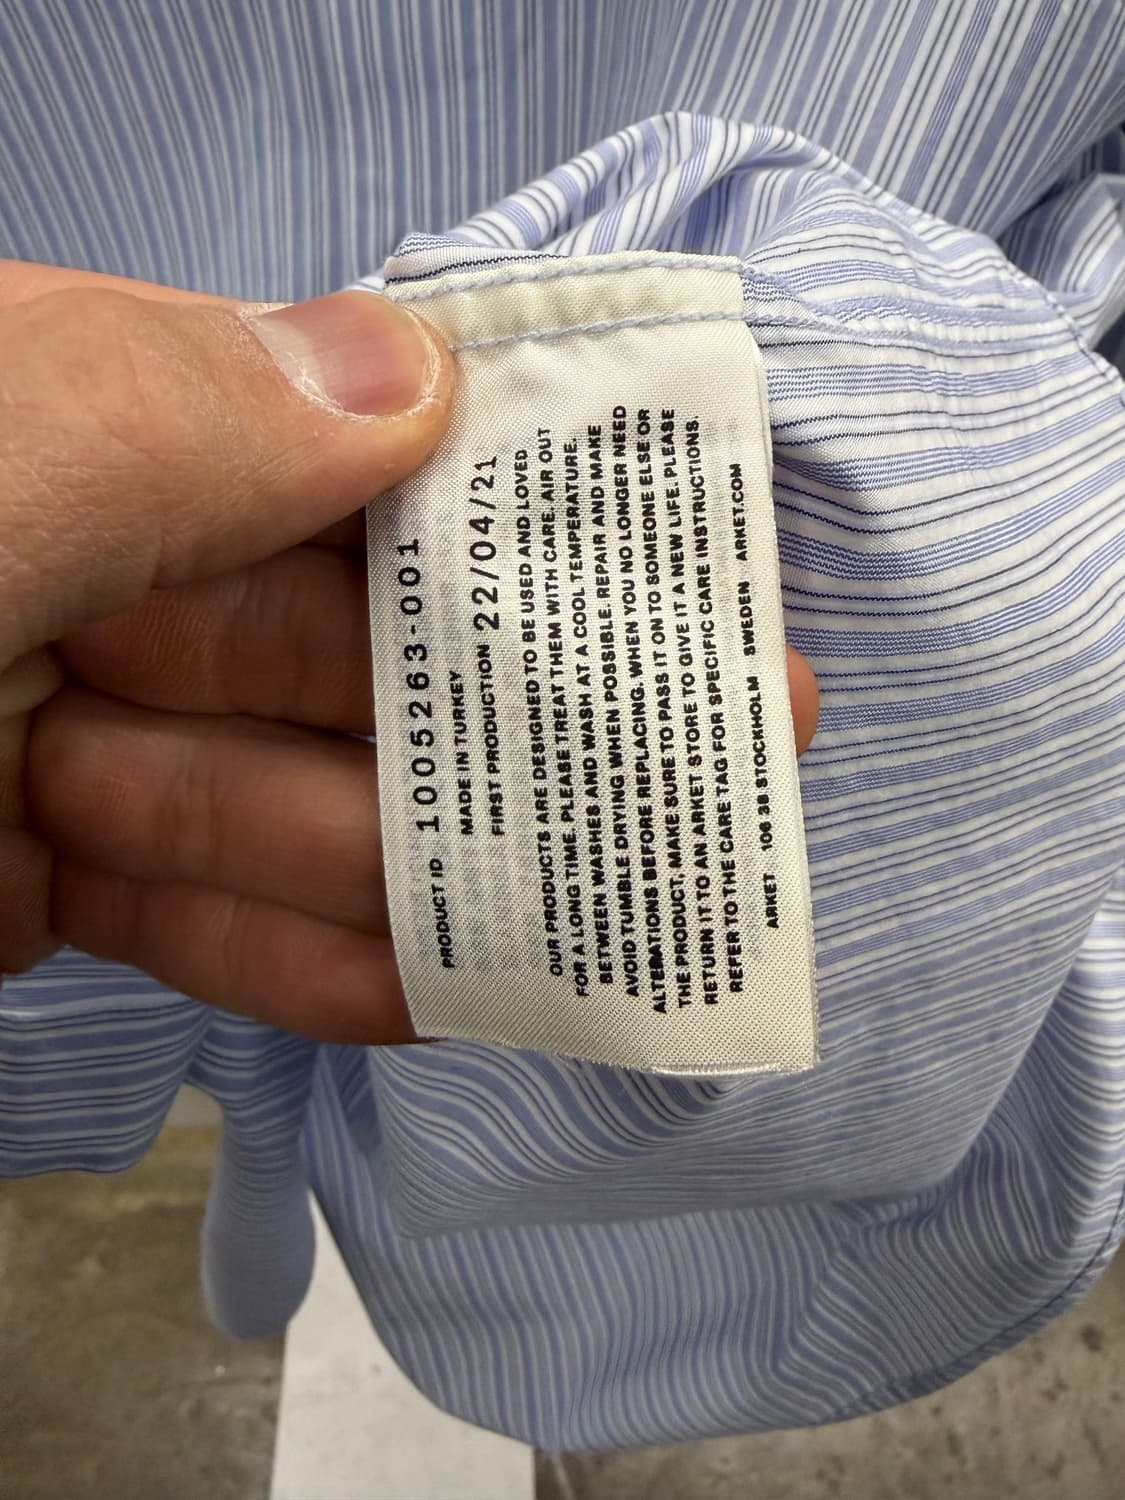 PRODUCT ID 1005263-001
MADE IN TURKEY
FIRST PRODUCTION 22/04/21
OUR PRODUCTS ARE DESIGNED TO BE USED AND LOVED
FOR A LONG TIME. PLEASE TREAT THEM WITH CARE. AIR OUT
BETWEEN WASHES AND WASH AT A COOL TEMPERATURE.
AVOID TUMBLE DRYING WHEN POSSIBLE. REPAIR AND MAKE
ALTERATIONS BEFORE REPLACING. WHEN YOU NO LONGER NEED
THE PRODUCT, MAKE SURE TO PASS IT ON TO SOMEONE ELSE OR
RETURN IT TO AN ARKET STORE TO GIVE IT A NEW LIFE. PLEASE
REFER TO THE CARE TAG FOR SPECIFIC CARE INSTRUCTIONS.
ARKET 106 38 STOCKHOLM SWEDEN ARKET.COM